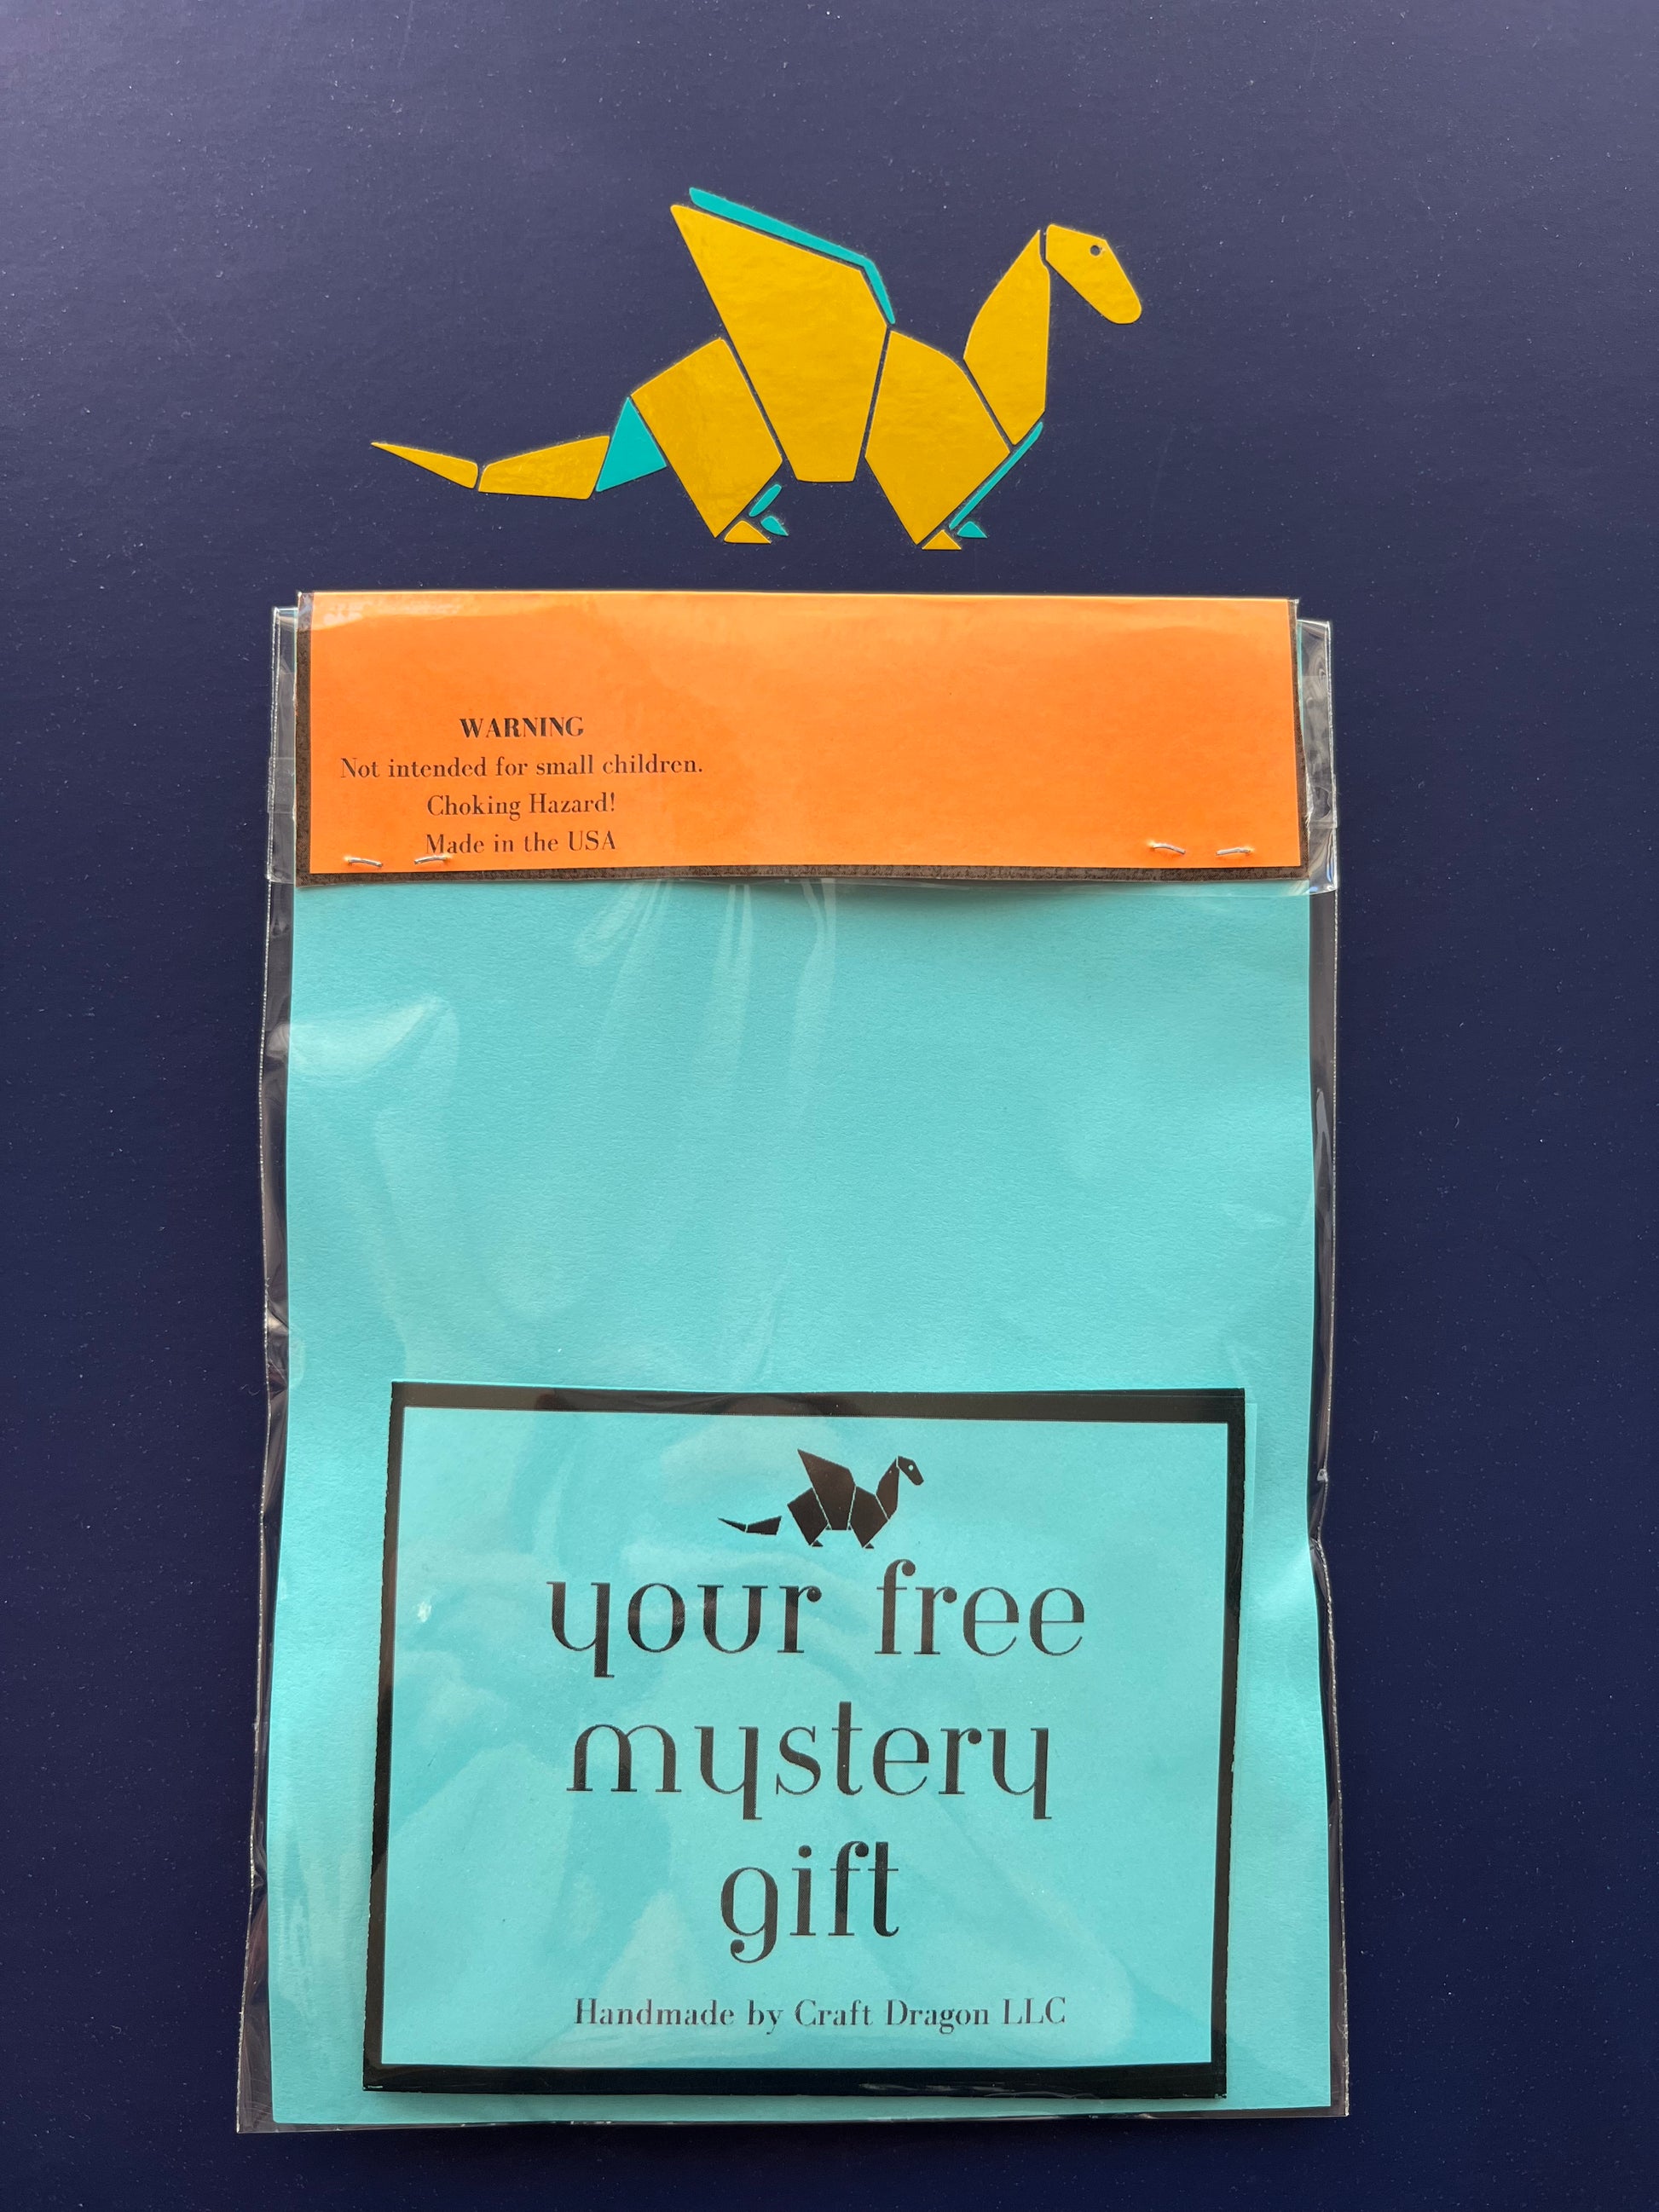 WARNING
Not intended for small children.
Choking Hazard!
Made in the USA
your free
mystery
gift
Handmade by Craft Dragon LLC